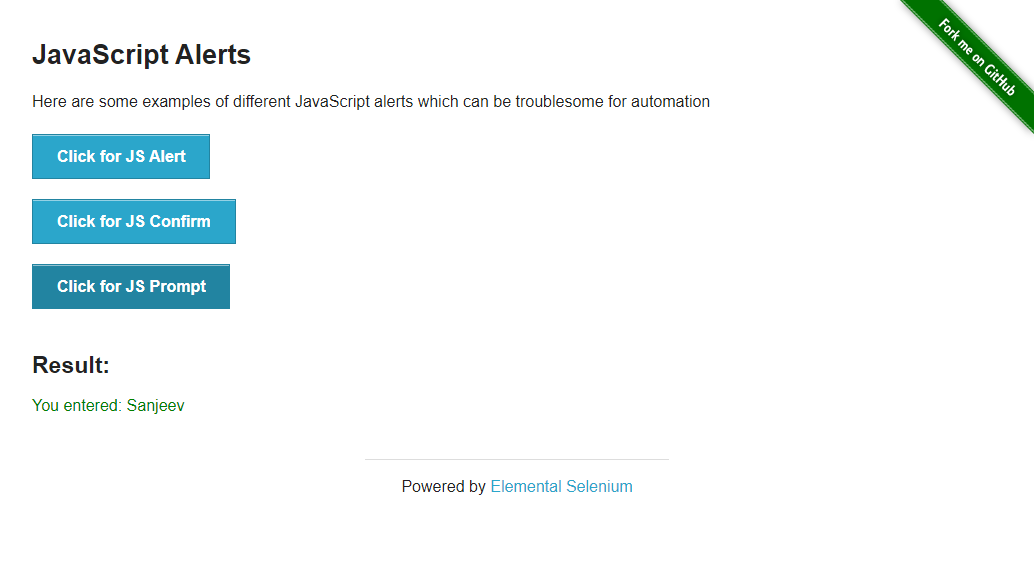 Fork me on GitHub
JavaScript Alerts
Here are some examples of different JavaScript alerts which can be troublesome for automation
Click for JS Alert
Click for JS Confirm
Click for JS Prompt
Result:
You entered: Sanjeev
Powered by Elemental Selenium